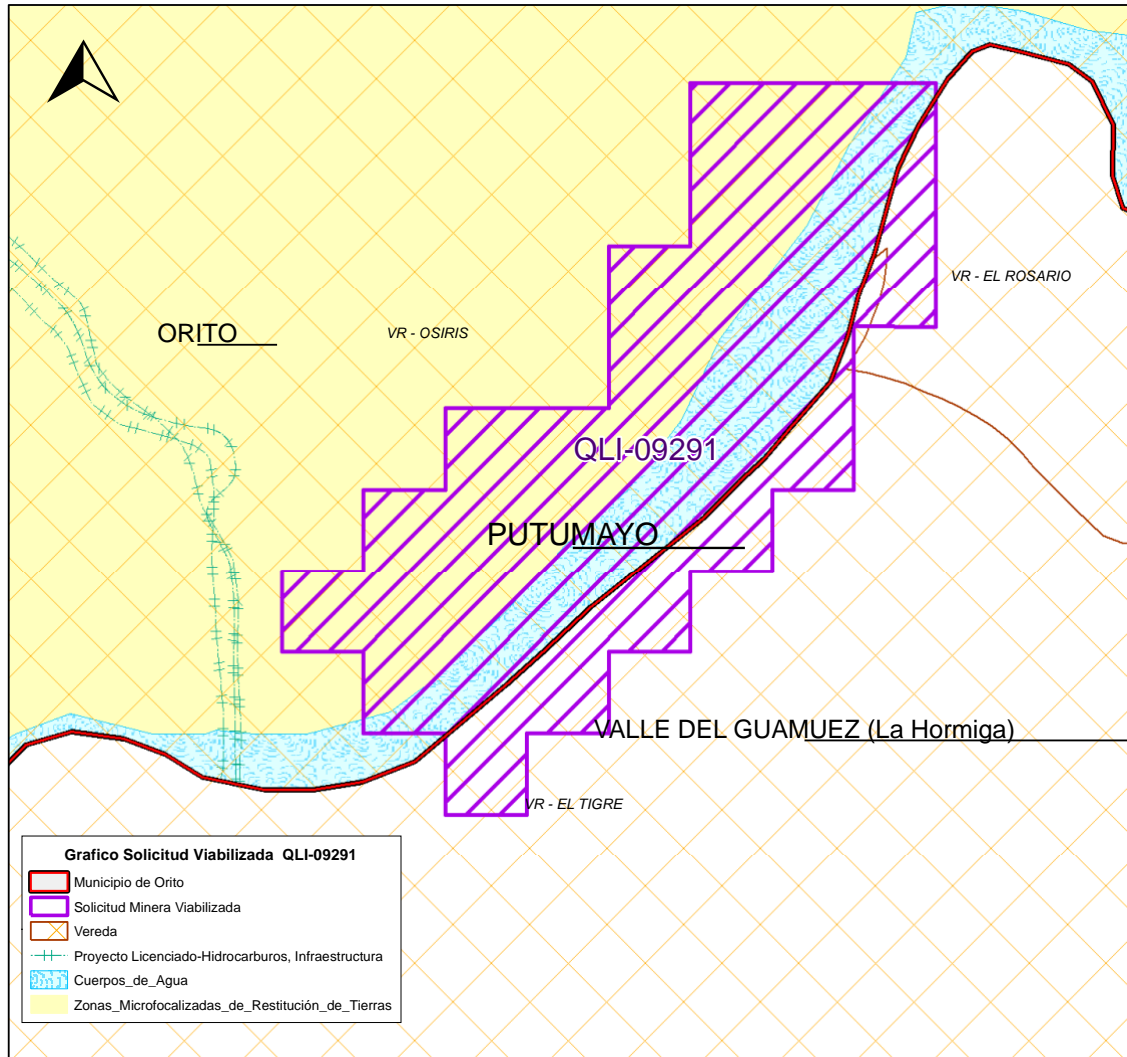 VR - EL ROSARIO
ORITO
VR - OSIRIS
QLI-09291
PUTUMAYO
VALLE DEL GUAMUEZ (La Hormiga)
VR - EL TIGRE
Grafico Solicitud Viabilizada QLI-09291
Municipio de Orito
Solicitud Minera Viabilizada
Vereda
Proyecto Licenciado-Hidrocarburos, Infraestructura
Cuerpos_de_Agua
Zonas_Microfocalizadas_de_Restitución_de_Tierras